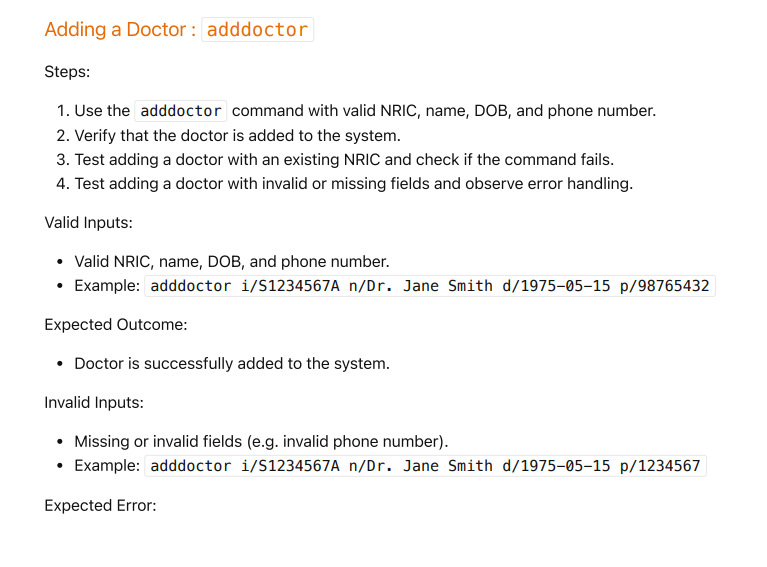 Adding a Doctor : adddoctor
Steps:
1. Use the adddoctor command with valid NRIC, name, DOB, and phone number.
2. Verify that the doctor is added to the system.
3. Test adding a doctor with an existing NRIC and check if the command fails.
4. Test adding a doctor with invalid or missing fields and observe error handling.
Valid Inputs:
• Valid NRIC, name, DOB, and phone number.
• Example: adddoctor i/S1234567A n/Dr. Jane Smith d/1975-05-15 p/98765432
Expected Outcome:
• Doctor is successfully added to the system.
Invalid Inputs:
• Missing or invalid fields (e.g. invalid phone number).
• Example: adddoctor i/S1234567A n/Dr. Jane Smith d/1975-05-15 p/1234567
Expected Error: